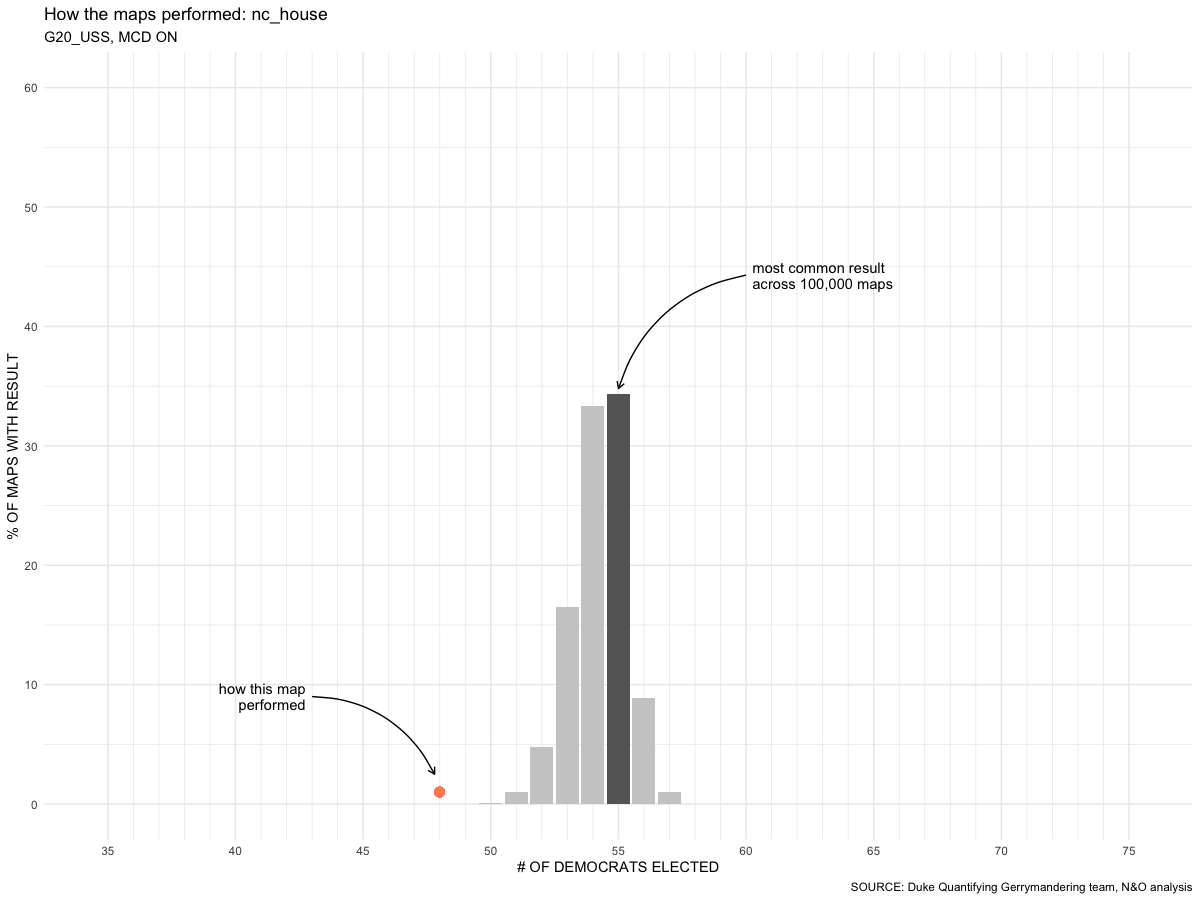 How the maps performed: nc_house
G20_USS, MCD ON
% OF MAPS WITH RESULT
60
50
40
30
20
10
0
most common result
across 100,000 maps
how this map
performed
35
40
45
50
55
60
65
70
75
# OF DEMOCRATS ELECTED
SOURCE: Duke Quantifying Gerrymandering team, N&O analysis